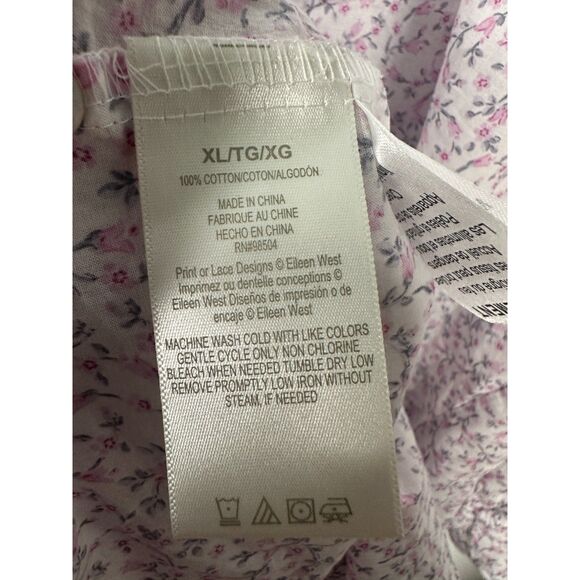 XL/TG/XG
100% COTTON/COTON/ALGODÓN
MADE IN CHINA
FABRIQUE AU CHINE
HECHO EN CHINA
RN#98504
Print or Lace Designs © Eileen West
Imprimez ou dentelle conceptions ©
Eileen West Diseños de impresión o de
encaje © Eileen West
MACHINE WASH COLD WITH LIKE COLORS
GENTLE CYCLE ONLY NON CHLORINE
BLEACH WHEN NEEDED TUMBLE DRY LOW
REMOVE PROMPTLY LOW IRON WITHOUT
STEAM, IF NEEDED
Les allumettes et